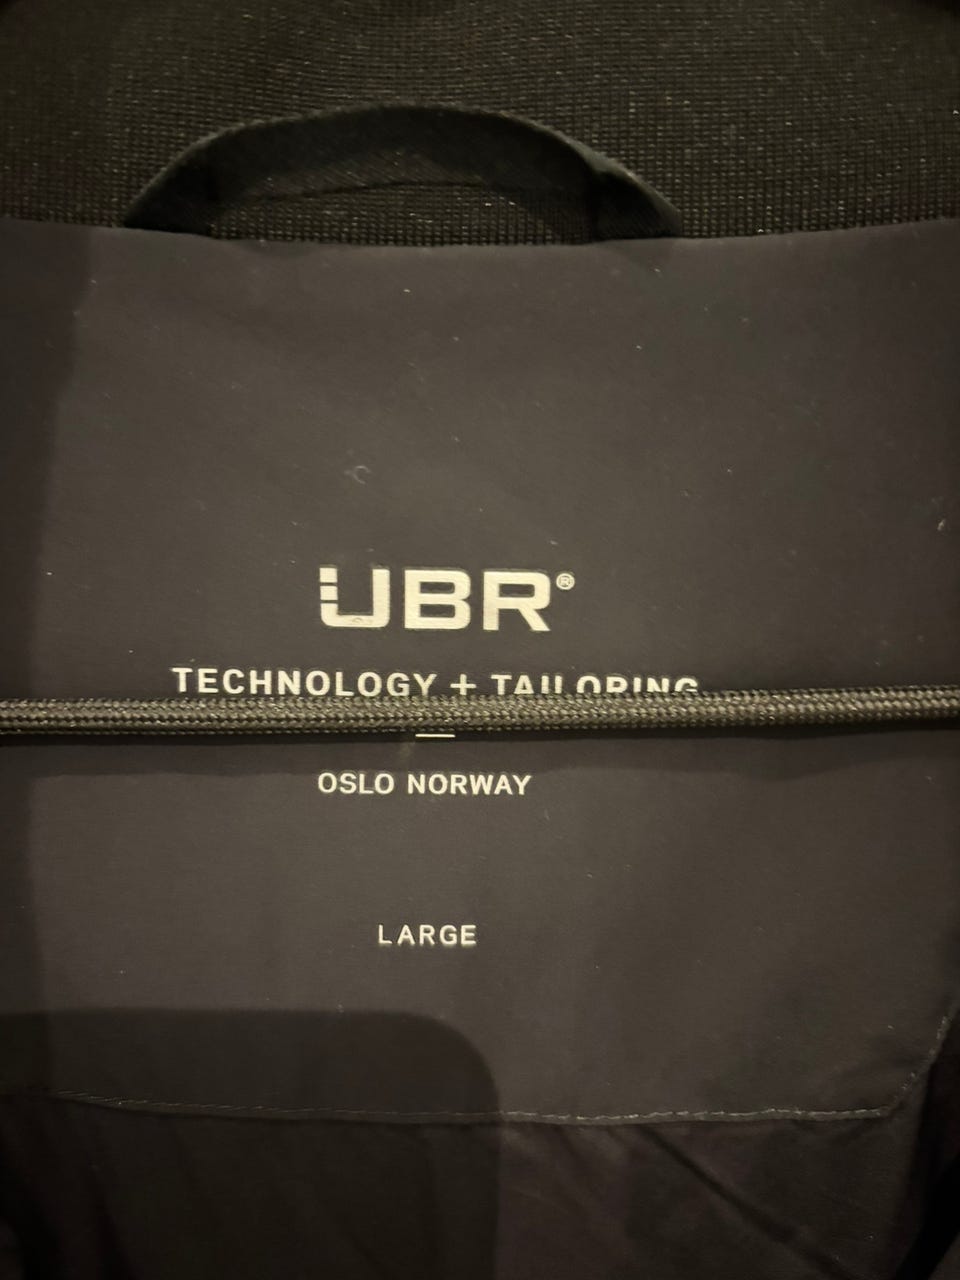 UBR®
TECHNOLOGY + TAILORING
OSLO NORWAY
LARGE